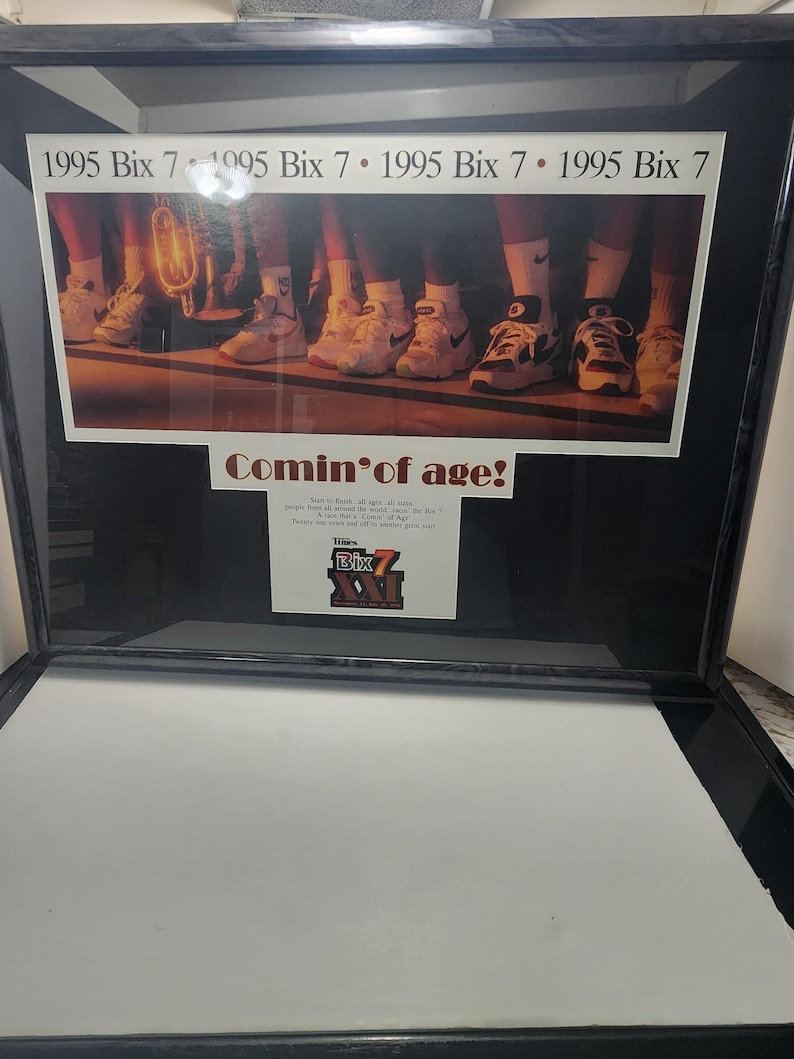 1995 Bix 7 • 1995 Bix 7 • 1995 Bix 7 • 1995 Bix 7
Comin' of age!
Start to finish...all ages...all sizes...
people from all around the world...racin' the Bix 7.
A race that's...Comin' of Age!
Twenty one years and off to another great start.
Times
Bix 7
XXI